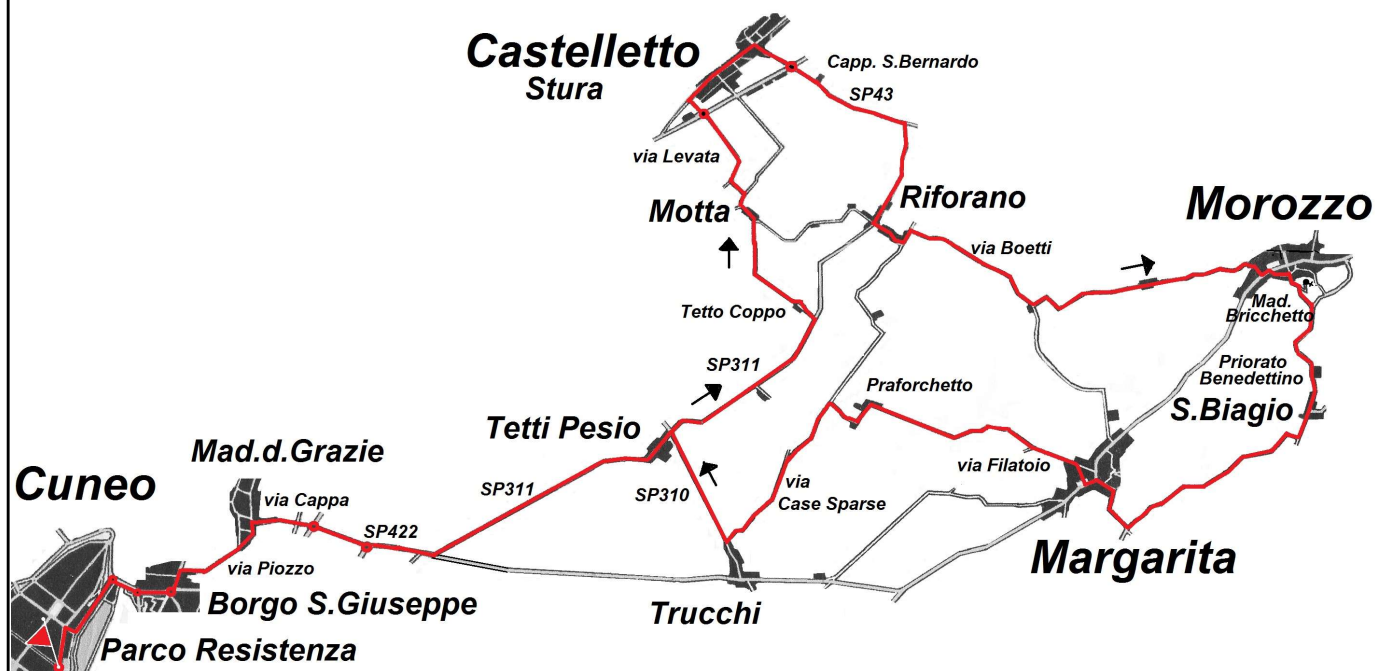 Castelletto
Stura
Capp. S.Bernardo
SP43
via Levata
Motta
Riforano
Morozzo
via Boetti
Mad.
Bricchetto
Tetto Coppo
SP311
Priorato
Benedettino
Praforchetto
S.Biagio
Tetti Pesio
Mad.d.Grazie
via Filatoio
Cuneo
via Cappa
SP311
SP310
via
Case Sparse
SP422
Margarita
via Piozzo
Borgo S.Giuseppe
Trucchi
Parco Resistenza